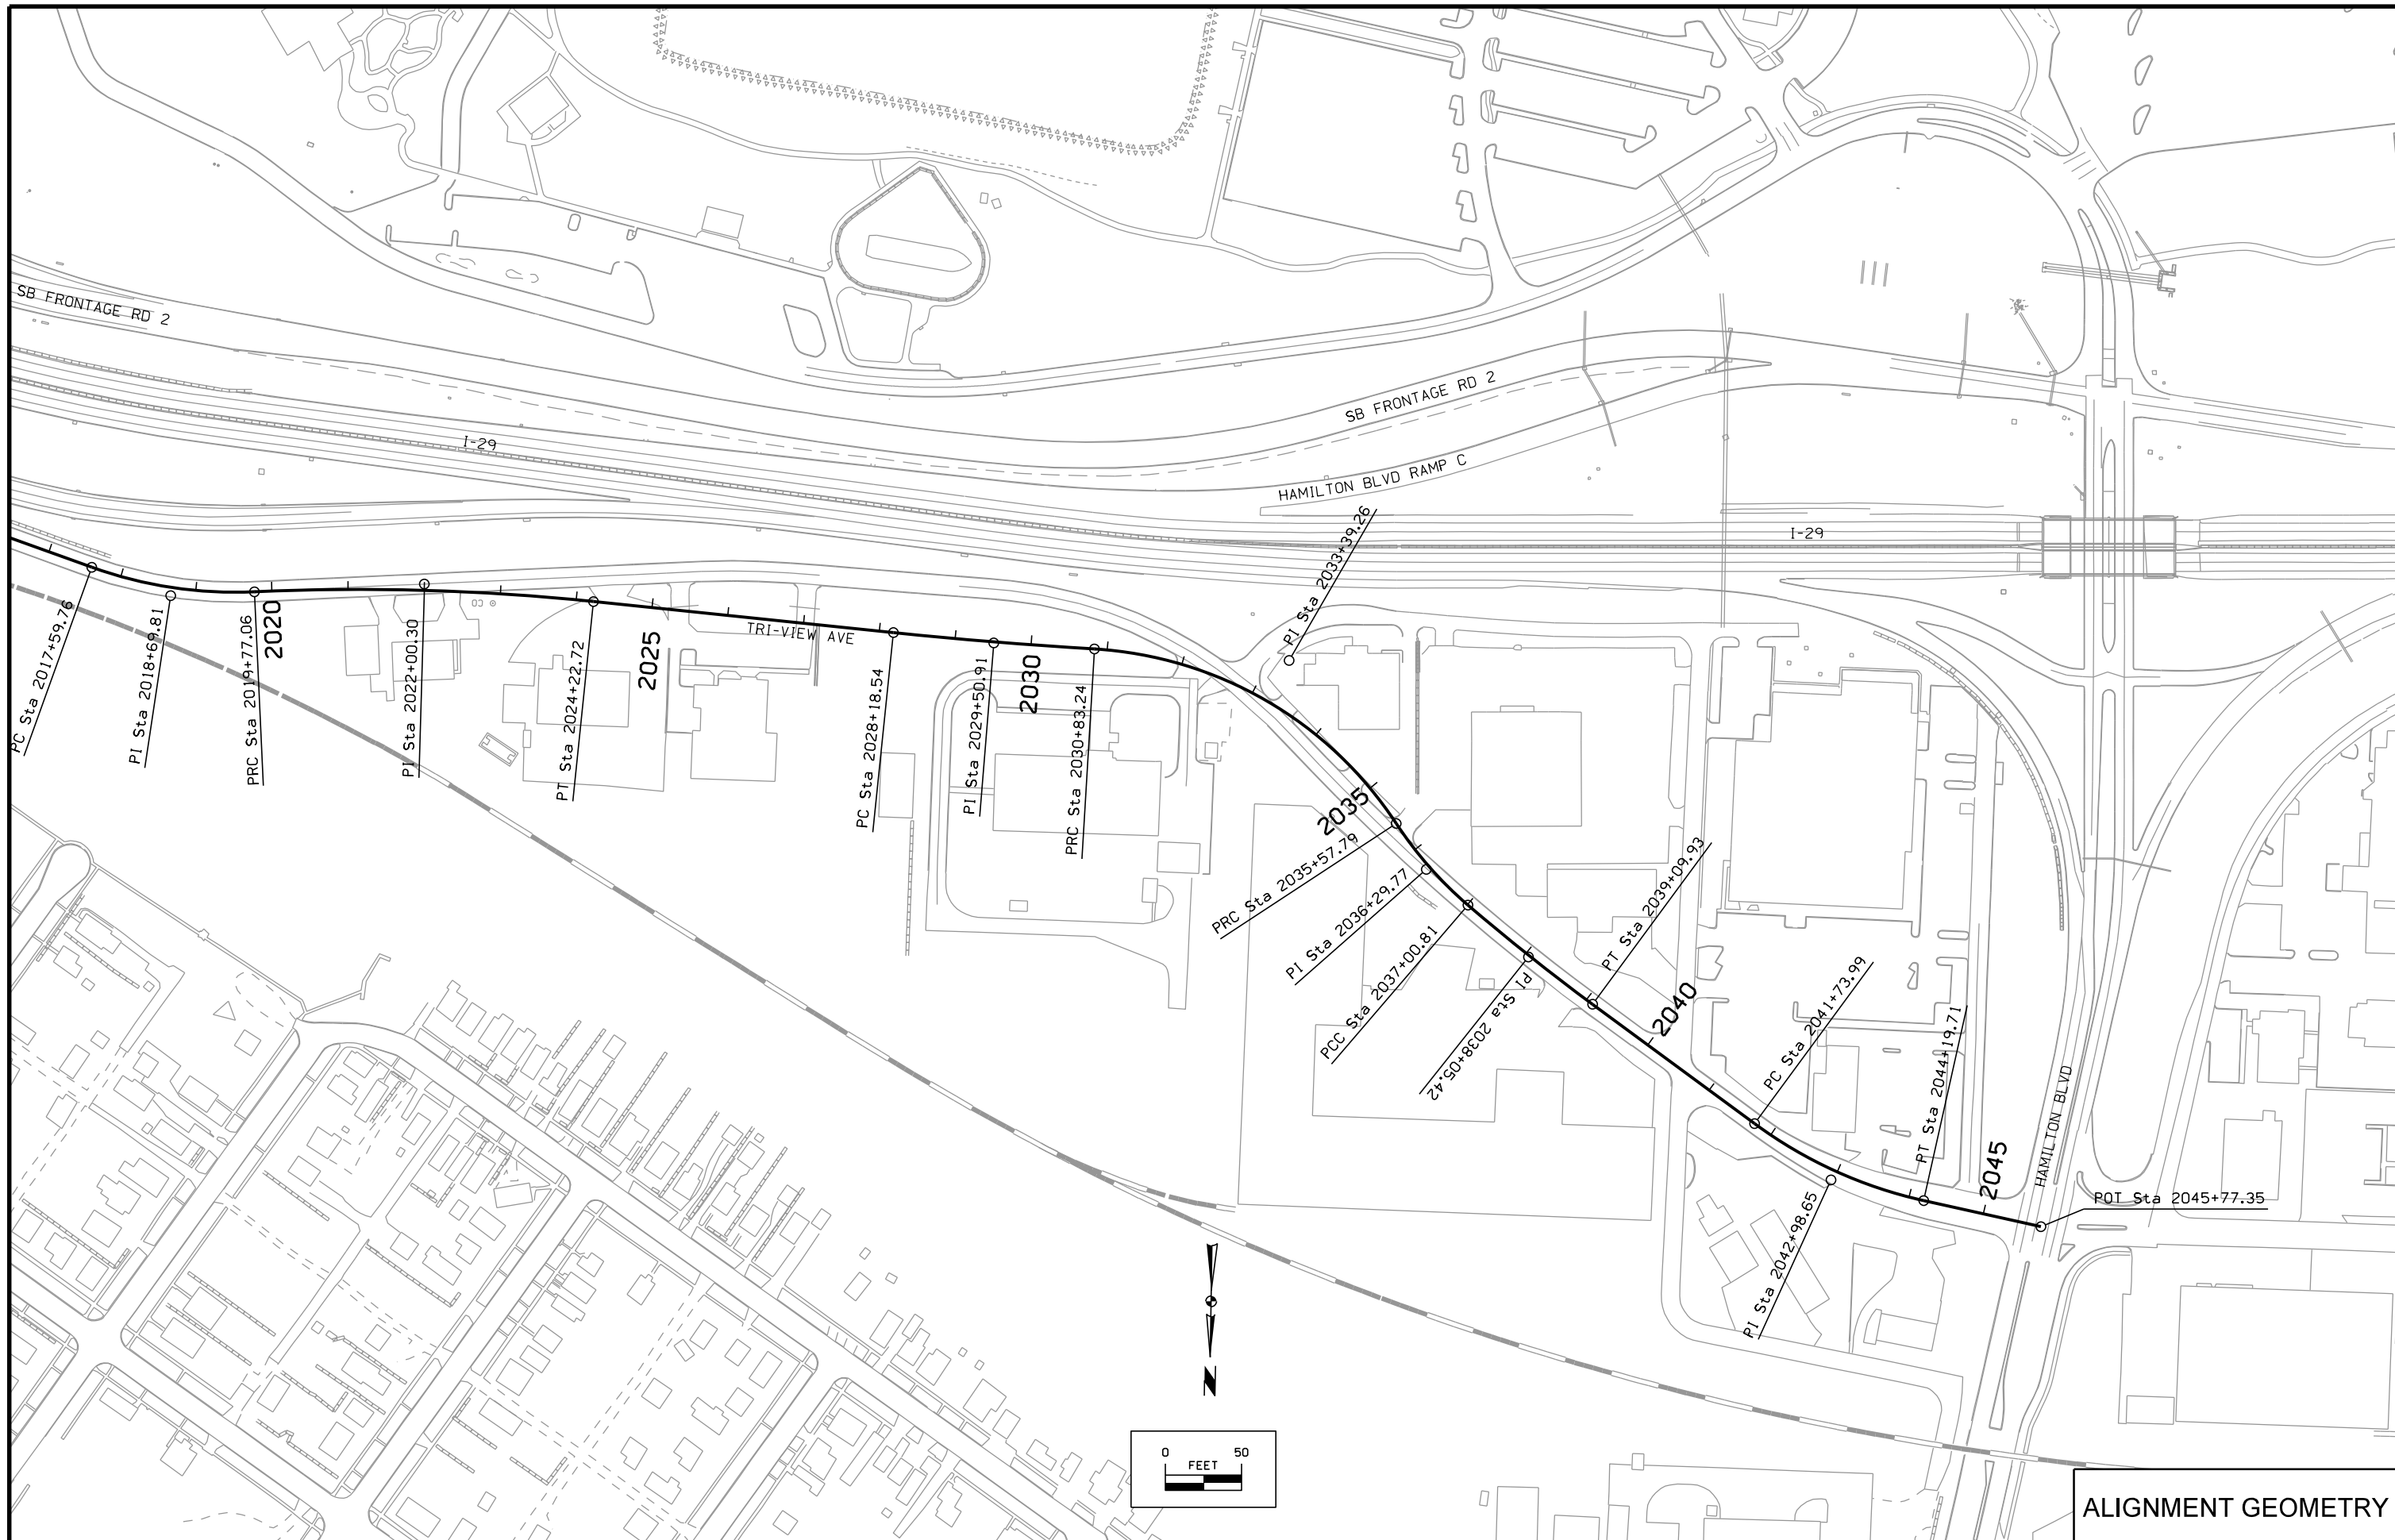 SB FRONTAGE RD 2
I-29
SB FRONTAGE RD 2
HAMILTON BLVD RAMP C
I-29
PC Sta 2017+59.76
PI Sta 2018+69.81
PRC Sta 2019+77.06
2020
PI Sta 2022+00.30
PT Sta 2024+22.72
2025
TRI-VIEW AVE
PC Sta 2028+18.54
PI Sta 2029+50.91
2030
PRC Sta 2030+83.24
PI Sta 2033+39.26
2035
PRC Sta 2035+57.79
PI Sta 2036+29.77
PCC Sta 2037+00.81
PI Sta 2038+05.42
PT Sta 2039+09.93
2040
PC Sta 2041+73.99
PI Sta 2042+98.65
PT Sta 2044+19.71
2045
HAMILTON BLVD
POT Sta 2045+77.35
N
0 50
FEET
ALIGNMENT GEOMETRY